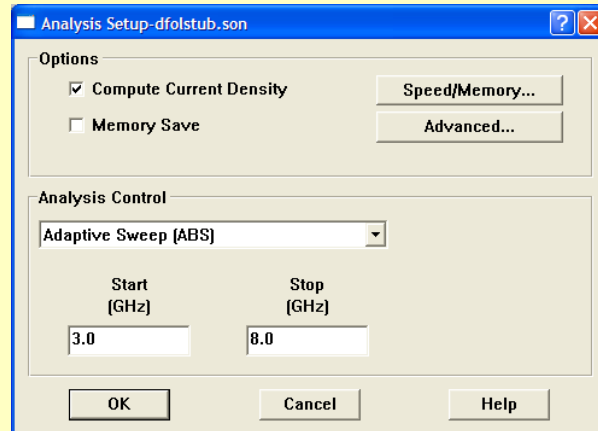 Analysis Setup-dfolstub.son
Options
Compute Current Density
Speed/Memory...
Memory Save
Advanced...
Analysis Control
Adaptive Sweep (ABS)
Start
(GHz)
Stop
(GHz)
3.0
8.0
OK
Cancel
Help